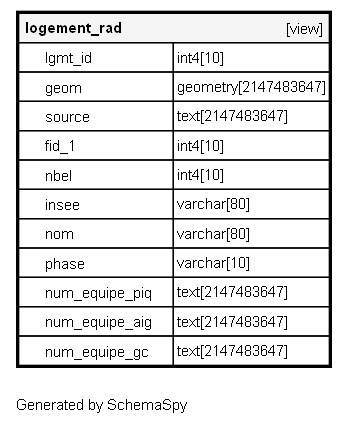 logement_rad [view]
lgmt_id int4[10]
geom geometry[2147483647]
source text[2147483647]
fid_1 int4[10]
nbel int4[10]
insee varchar[80]
nom varchar[80]
phase varchar[10]
num_equipe_piq text[2147483647]
num_equipe_aig text[2147483647]
num_equipe_gc text[2147483647]
Generated by SchemaSpy